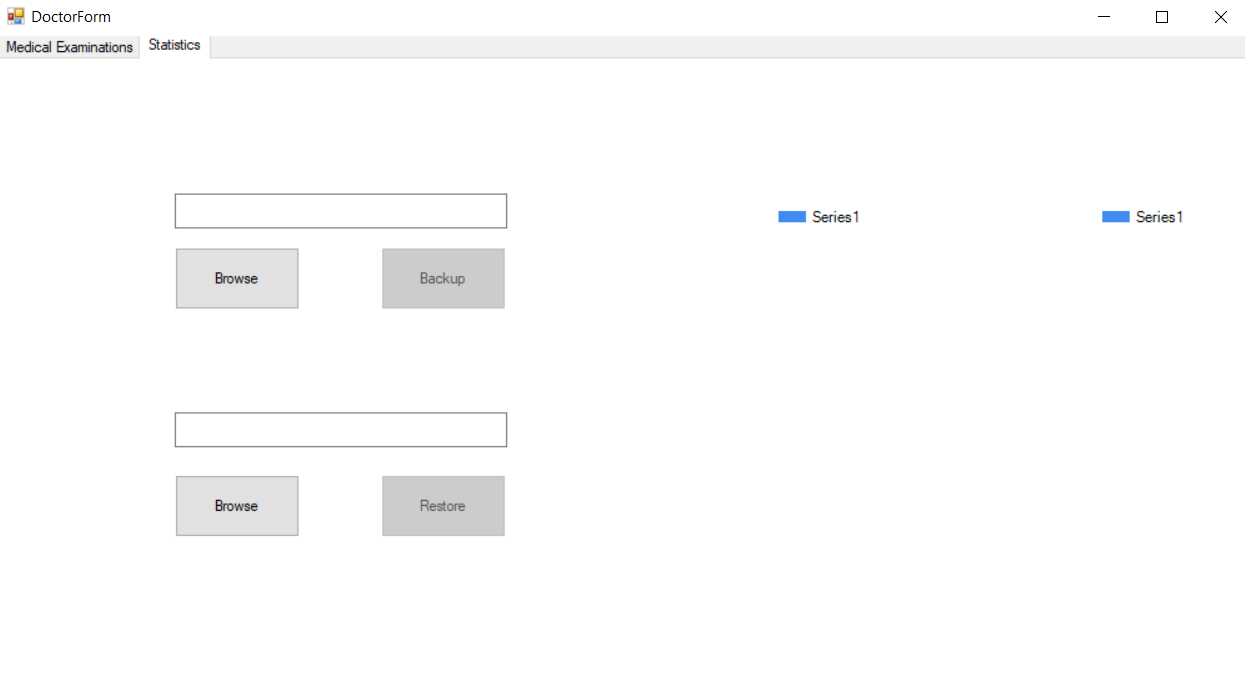 DoctorForm
Medical Examinations
Statistics
Series1
Series1
Browse
Backup
Browse
Restore